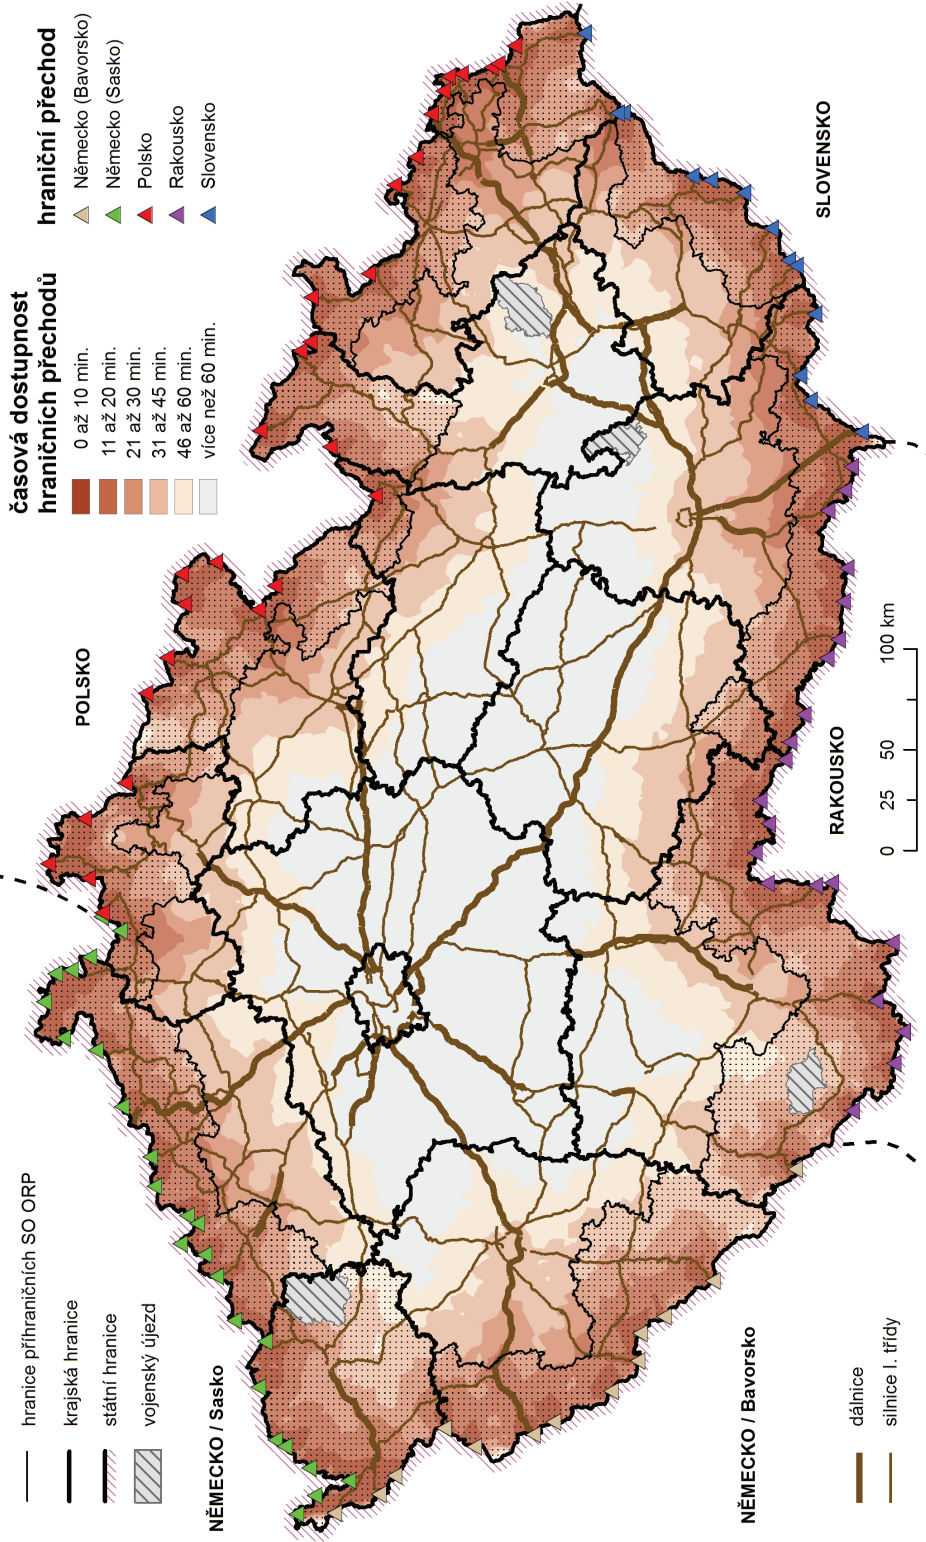 hranice příhraničních SO ORP
krajská hranice
státní hranice
vojenský újezd
časová dostupnost
hraničních přechodů
0 až 10 min.
11 až 20 min.
21 až 30 min.
31 až 45 min.
46 až 60 min.
více než 60 min.
hraniční přechod
Německo (Bavorsko)
Německo (Sasko)
Polsko
Rakousko
Slovensko
POLSKO
NĚMECKO / Sasko
SLOVENSKO
NĚMECKO / Bavorsko
RAKOUSKO
dálnice
silnice I. třídy
0 25 50 100 km